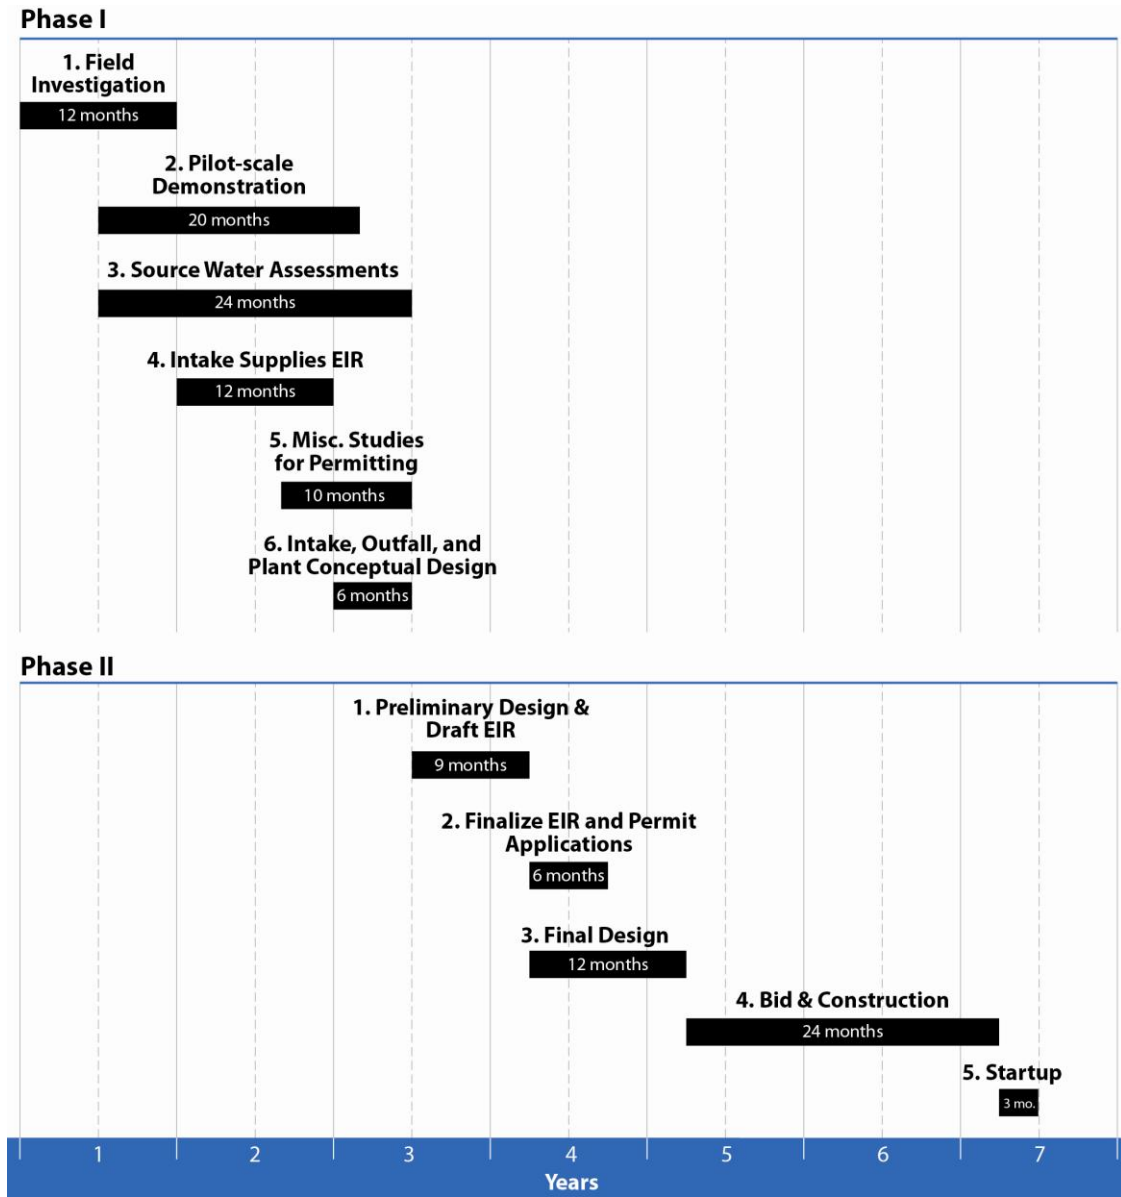 Phase I
1. Field
Investigation
12 months
2. Pilot-scale
Demonstration
20 months
3. Source Water Assessments
24 months
4. Intake Supplies EIR
12 months
5. Misc. Studies
for Permitting
10 months
6. Intake, Outfall, and
Plant Conceptual Design
6 months
Phase II
1. Preliminary Design &
Draft EIR
9 months
2. Finalize EIR and Permit
Applications
6 months
3. Final Design
12 months
4. Bid & Construction
24 months
5. Startup
3 mo.
1 2 3 4 5 6 7
Years